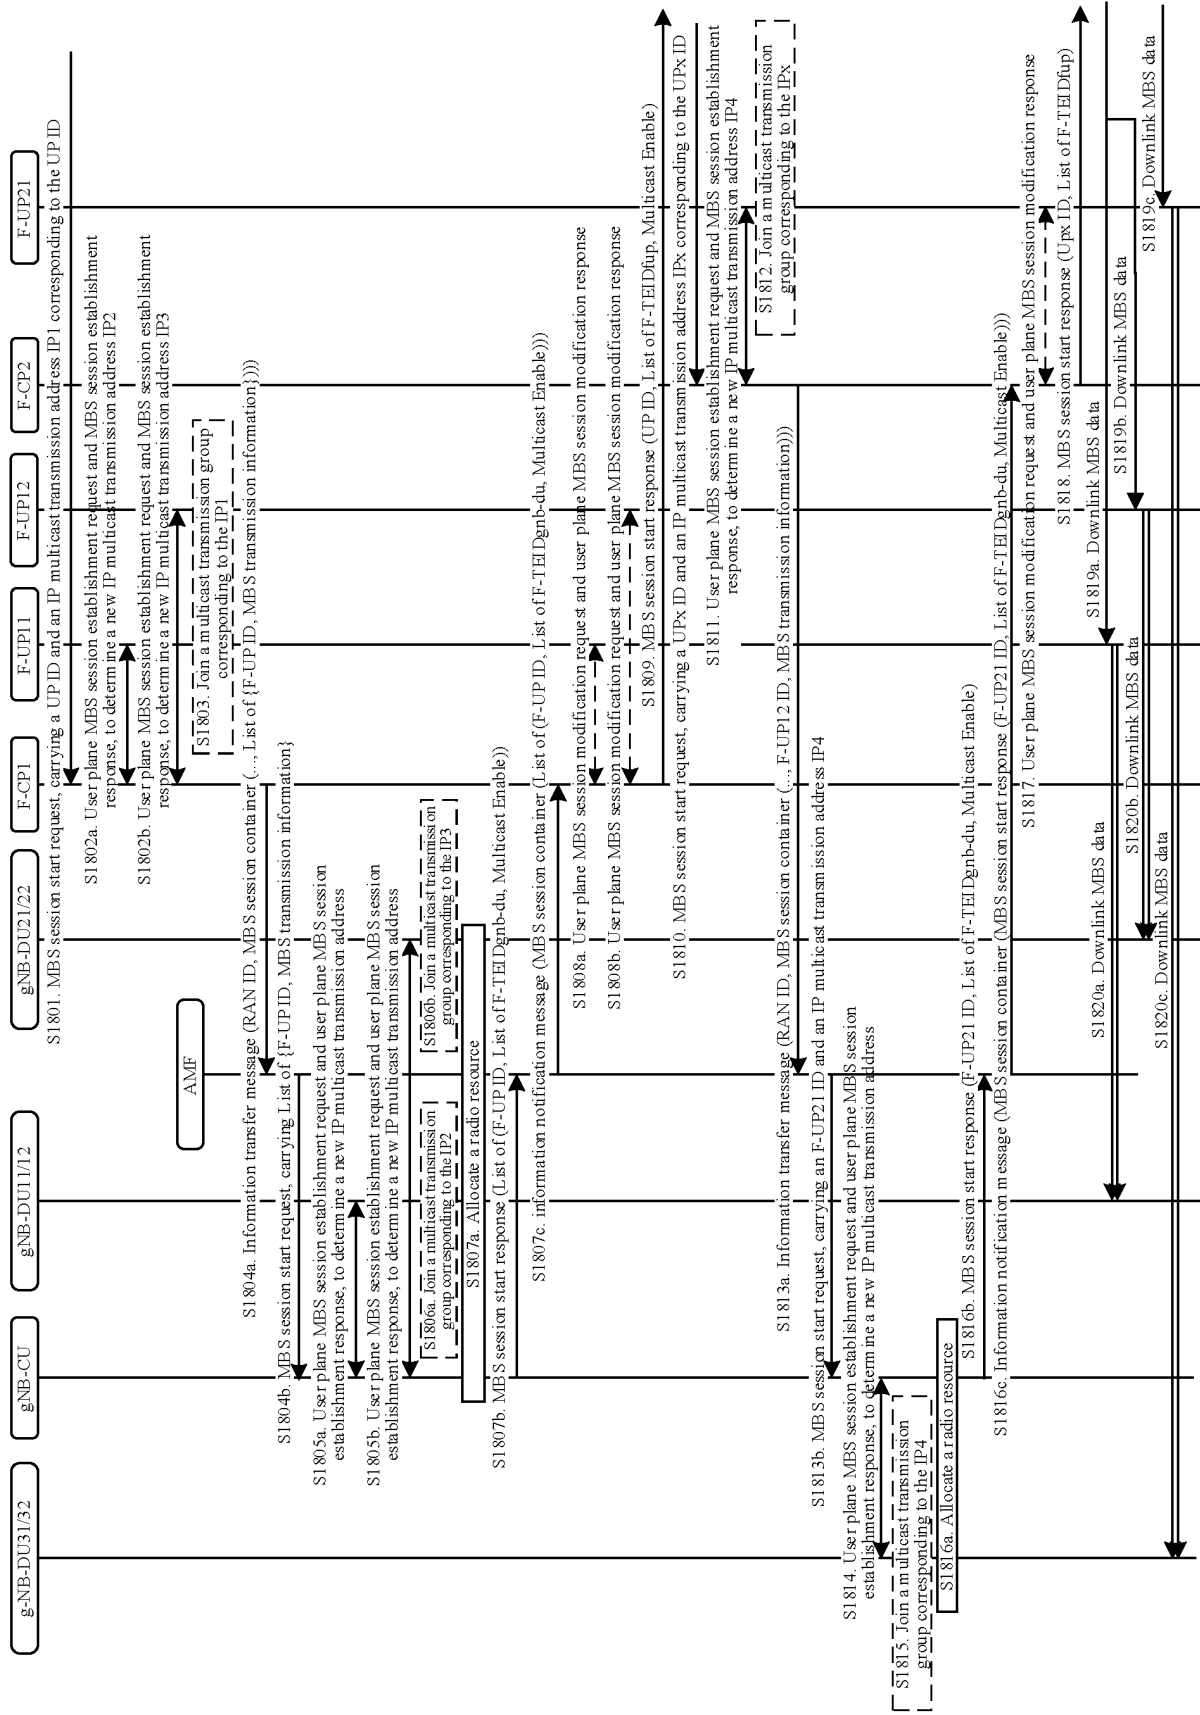 g-NB-DU31/32
gNB-CU
gNB-DU11/12
AMF
gNB-DU21/22
F-CP1
F-UP11
F-UP12
F-CP2
F-UP21
S1801. MBS session start request, carrying a UP ID and an IP multicast transmission address IP1 corresponding to the UP ID
S1802a. User plane MBS session establishment request and MBS session establishment
response, to determine a new IP multicast transmission address IP2
S1802b. User plane MBS session establishment request and MBS session establishment
response, to determine a new IP multicast transmission address IP3
S1803. Join a multicast transmission group
corresponding to the IP1
S1804a. Information transfer message (RAN ID, MBS session container (..., List of {F-UP ID, MBS transmission information})))
S1804b. MBS session start request, carrying List of {F-UP ID, MBS transmission information}
S1805a. User plane MBS session establishment request and user plane MBS session
establishment response, to determine a new IP multicast transmission address
S1805b. User plane MBS session establishment request and user plane MBS session
establishment response, to determine a new IP multicast transmission address
S1806a. Join a multicast transmission
group corresponding to the IP2
S1806b. Join a multicast transmission
group corresponding to the IP3
S1807a. Allocate a radio resource
S1807b. MBS session start response (List of (F-UP ID, List of F-TEIDgnb-du, Multicast Enable))
S1807c. information notification message (MBS session container (List of (F-UP ID, List of F-TEIDgnb-du, Multicast Enable)))
S1808a. User plane MBS session modification request and user plane MBS session modification response
S1808b. User plane MBS session modification request and user plane MBS session modification response
S1809. MBS session start response (UP ID, List of F-TEIDfup, Multicast Enable)
S1810. MBS session start request, carrying a UPx ID and an IP multicast transmission address IPx corresponding to the UPx ID
S1811. User plane MBS session establishment request and MBS session establishment
response, to determine a new IP multicast transmission address IP4
S1812. Join a multicast transmission
group corresponding to the IPx
S1813a. Information transfer message (RAN ID, MBS session container (..., F-UP12 ID, MBS transmission information)))
S1813b. MBS session start request, carrying an F-UP21 ID and an IP multicast transmission address IP4
S1814. User plane MBS session establishment request and user plane MBS session
establishment response, to determine a new IP multicast transmission address
S1815. Join a multicast transmission
group corresponding to the IP4
S1816a. Allocate a radio resource
S1816b. MBS session start response (F-UP21 ID, List of F-TEIDgnb-du, Multicast Enable)
S1816c. Information notification message (MBS session container (MBS session start response (F-UP21 ID, List of F-TEIDgnb-du, Multicast Enable)))
S1817. User plane MBS session modification request and user plane MBS session modification response
S1818. MBS session start response (Upx ID, List of F-TEIDfup)
S1819a. Downlink MBS data
S1820a. Downlink MBS data
S1819b. Downlink MBS data
S1820b. Downlink MBS data
S1819c. Downlink MBS data
S1820c. Downlink MBS data